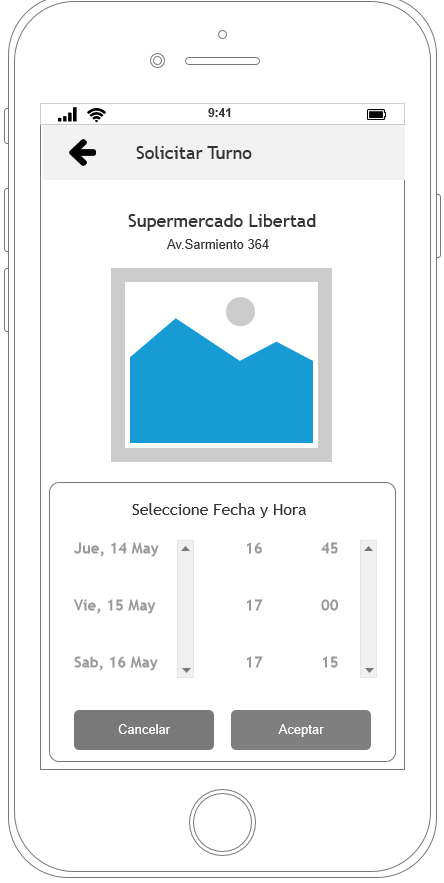 9:41
Solicitar Turno
Supermercado Libertad
Av.Sarmiento 364
Seleccione Fecha y Hora
Jue, 14 May 16 45
Vie, 15 May 17 00
Sab, 16 May 17 15
Cancelar Aceptar